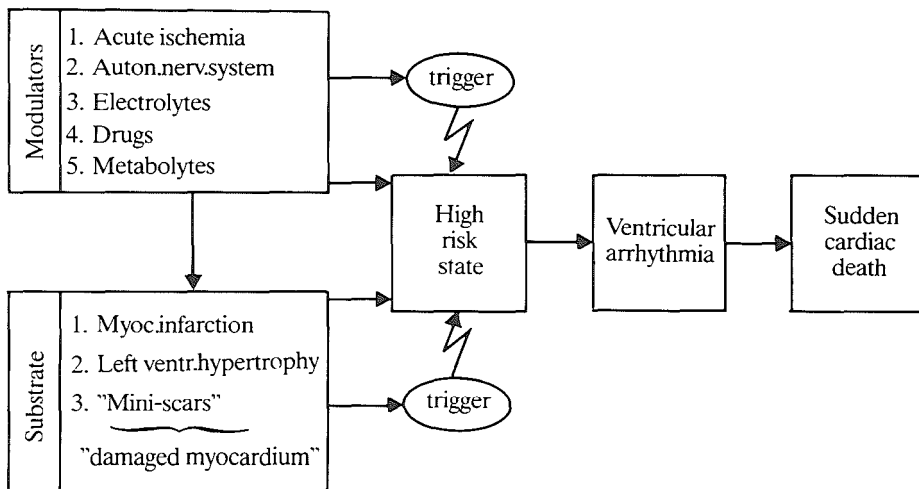 Modulators
1. Acute ischemia
2. Auton.nerv.system
3. Electrolytes
4. Drugs
5. Metabolytes
trigger
High
risk
state
Ventricular
arrhythmia
Sudden
cardiac
death
Substrate
1. Myoc.infarction
2. Left ventr.hypertrophy
3. "Mini-scars"
"damaged myocardium"
trigger